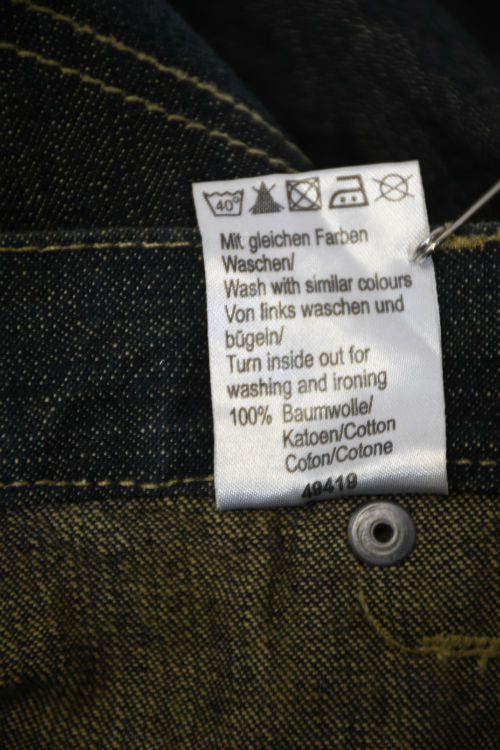 40°
Mit gleichen Farben
Waschen/
Wash with similar colours
Von links waschen und
bügeln/
Turn inside out for
washing and ironing
100% Baumwolle/
Katoen/Cotton
Cofon/Cotone
49419